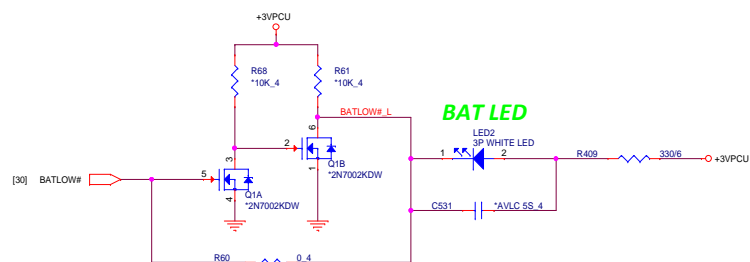 +3VPCU
R68
*10K_4
R61
*10K_4
BATLOW#_L
BAT LED
LED2
3P WHITE LED
6
2
1
Q1B
*2N7002KDW
3
5
4
Q1A
*2N7002KDW
[30] BATLOW#
1
2
R409
330/6
+3VPCU
C531
*AVLC 5S_4
R60
0_4